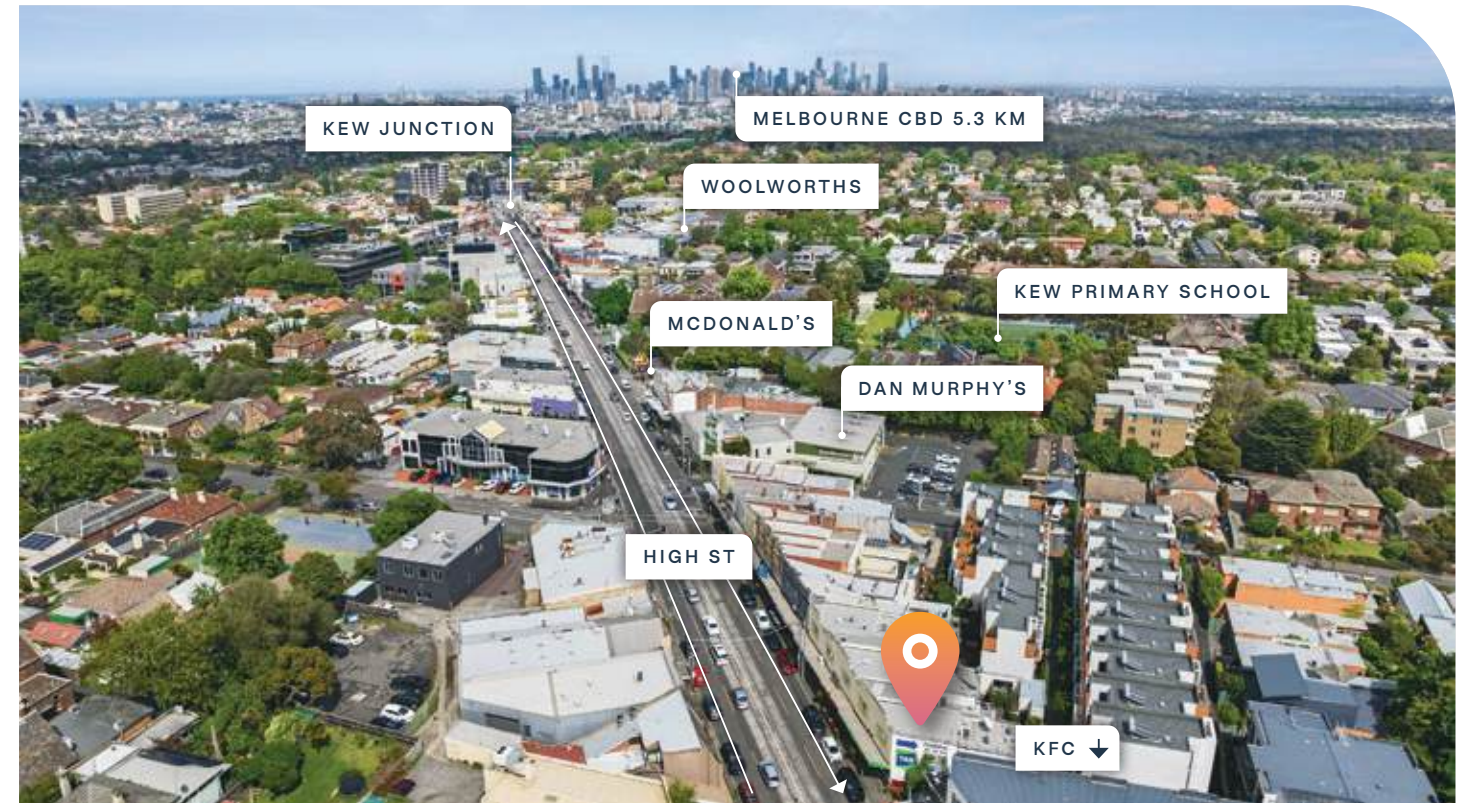 MELBOURNE CBD 5.3 KM
KEW JUNCTION
WOOLWORTHS
KEW PRIMARY SCHOOL
MCDONALD’S
DAN MURPHY’S
HIGH ST
KFC